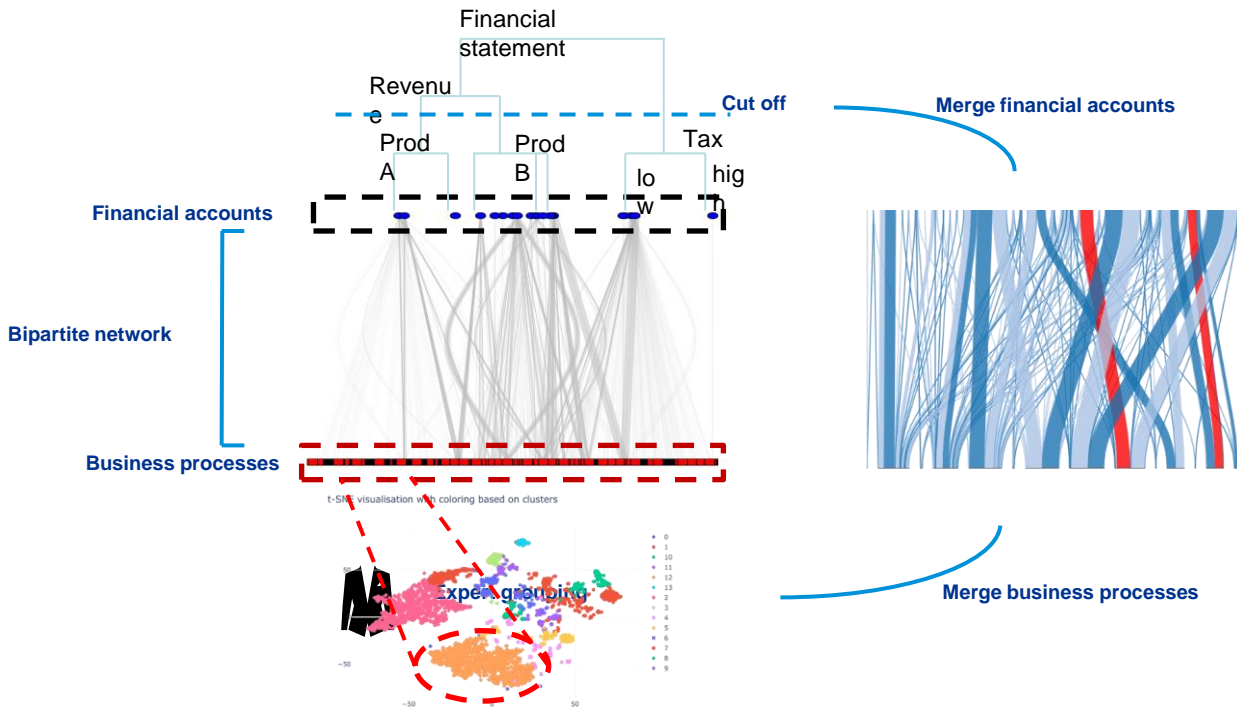 Financial
statement
Revenu
e
Cut off
Merge financial accounts
Prod
A
Prod
B
Tax
lo
w
hig
h
Financial accounts
Bipartite network
Business processes
t-SNE visualisation with coloring based on clusters
Expert grouping
0
1
10
11
12
13
2
3
4
5
6
7
8
9
50
−50
−50
0
50
Merge business processes